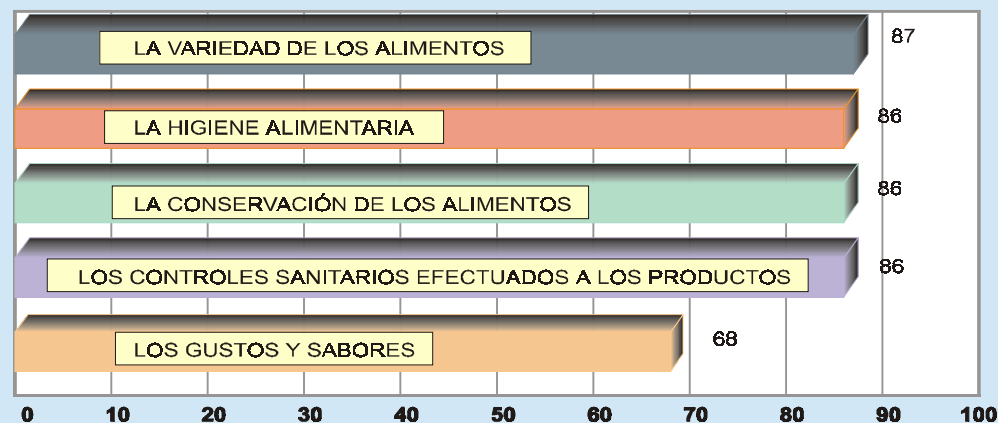 LA VARIEDAD DE LOS ALIMENTOS 87
LA HIGIENE ALIMENTARIA 86
LA CONSERVACIÓN DE LOS ALIMENTOS 86
LOS CONTROLES SANITARIOS EFECTUADOS A LOS PRODUCTOS 86
LOS GUSTOS Y SABORES 68
0 10 20 30 40 50 60 70 80 90 100